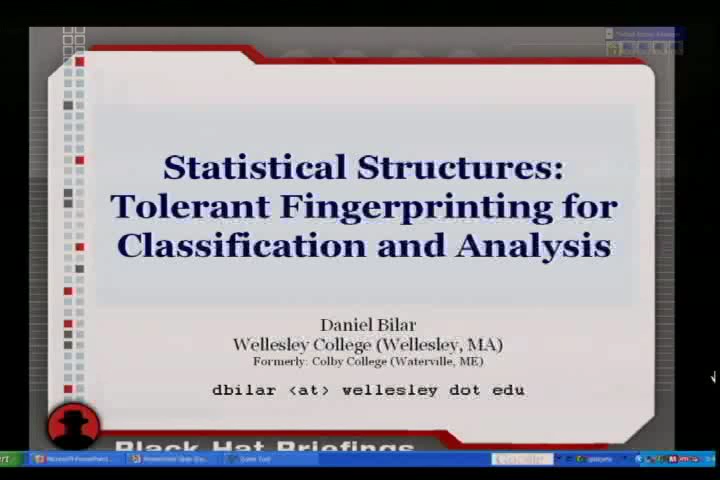 Statistical Structures:
Tolerant Fingerprinting for
Classification and Analysis
Daniel Bilar
Wellesley College (Wellesley, MA)
Formerly: Colby College (Waterville, ME)
dbilar <at> wellesley dot edu
Black Hat Briefings
Google